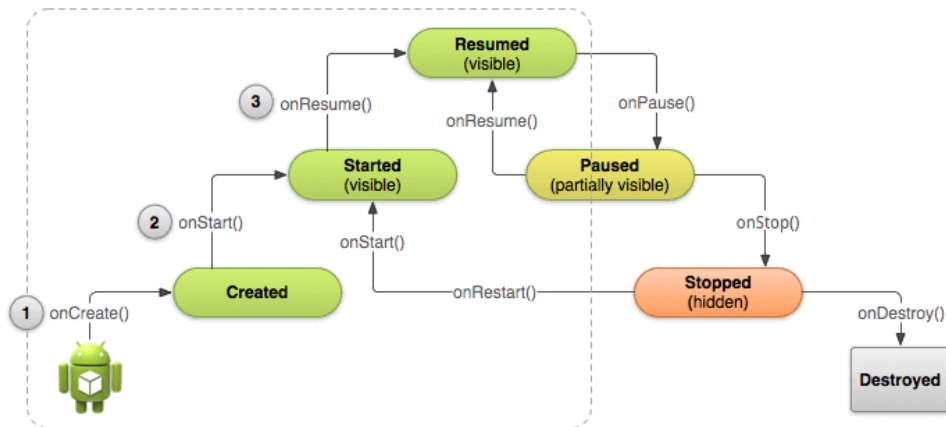 Resumed
(visible)
3
onResume()
onPause()
onResume()
Started
(visible)
Paused
(partially visible)
2
onStart()
onStart()
onStop()
Created
onRestart()
Stopped
(hidden)
1
onCreate()
onDestroy()
Destroyed